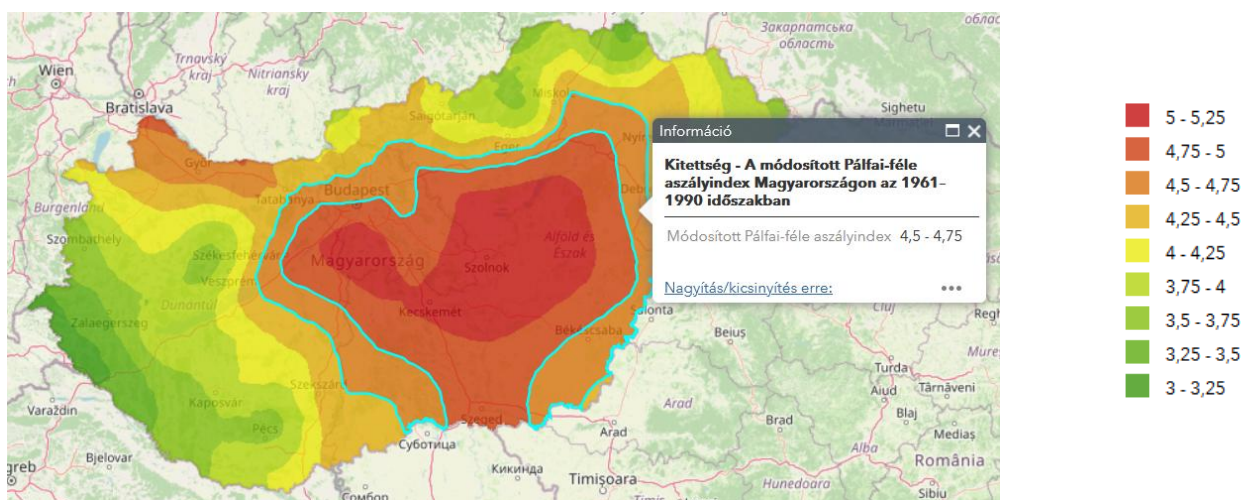 Wien
Bratislava
Trnavský
kraj
Nitriansky
kraj
Закарпатська
область
Sighetu
Győr
Tatabánya
Budapest
Salgótarján
Eger
Miskolc
Burgenland
Szombathely
Székesfehérvár
Veszprém
Dunántúl
Zalaegerszeg
Kaposvár
Pécs
Szekszárd
Magyarország
Szolnok
Kecskemét
Alföld és
Észak
Békéscsaba
Szeged
Információ
Kitettség - A módosított Pálfai-féle
aszályindex Magyarországon az 1961–
1990 időszakban
Módosított Pálfai-féle aszályindex 4,5 - 4,75
Nagyítás/kicsinyítés erre:
Salonta
Beiuș
Cluj
Turda
Aiud
Târnăveni
Blaj
Mediaș
Alba
România
Sibiu
Hunedoara
Brad
Arad
Arad
Timișoara
Timiș
Varaždin
Bjelovar
Суботица
Кикинда
Сомбор
5 - 5,25
4,75 - 5
4,5 - 4,75
4,25 - 4,5
4 - 4,25
3,75 - 4
3,5 - 3,75
3,25 - 3,5
3 - 3,25